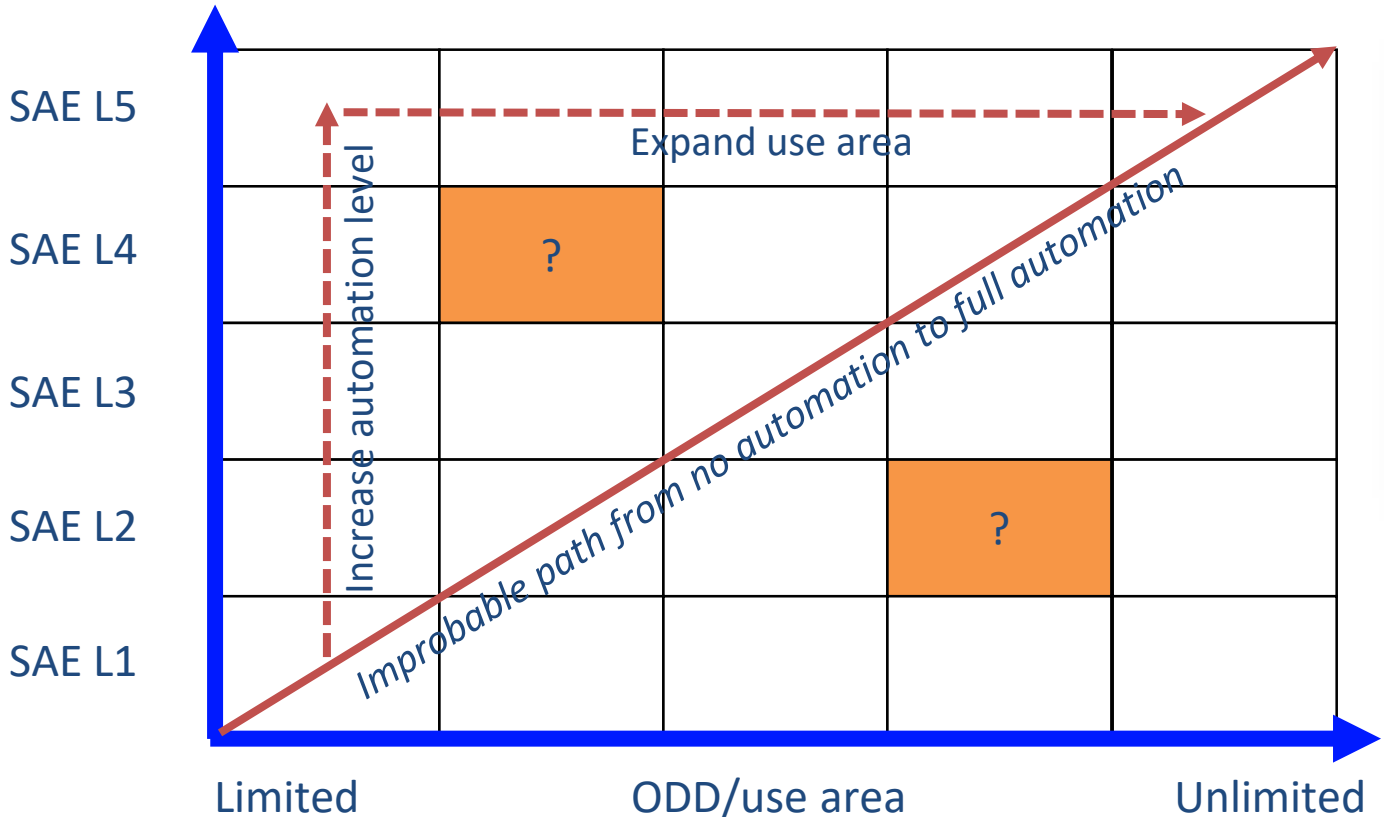 SAE L5
Expand use area
Increase automation level
SAE L4
?
Improbable path from no automation to full automation
SAE L3
SAE L2
?
SAE L1
Limited
ODD/use area
Unlimited